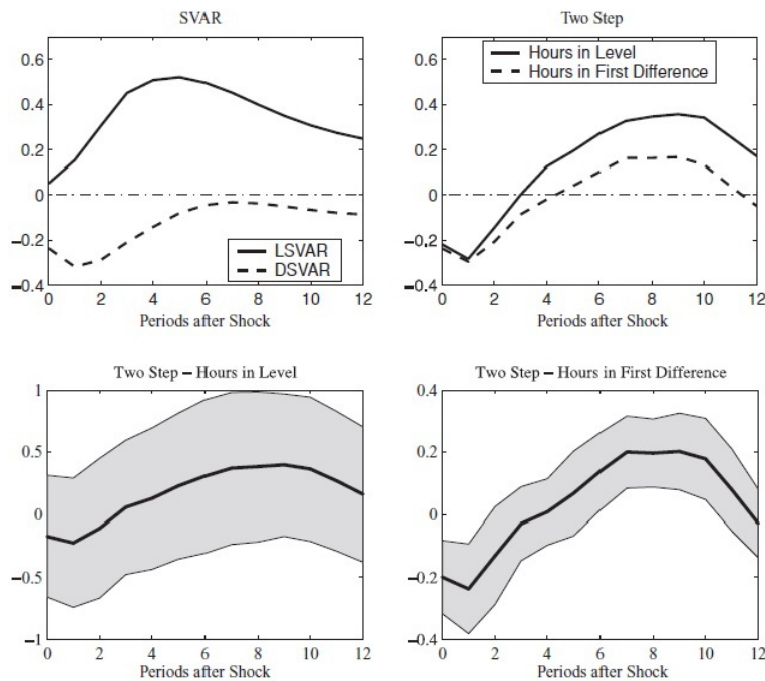 SVAR
0.6
0.4
0.2
0
−0.2
−0.4
0 2 4 6 8 10 12
Periods after Shock
LSVAR
DSVAR
Two Step
0.6
0.4
0.2
0
−0.2
−0.4
0 2 4 6 8 10 12
Periods after Shock
Hours in Level
Hours in First Difference
Two Step − Hours in Level
1
0.5
0
−0.5
−1
0 2 4 6 8 10 12
Periods after Shock
Two Step − Hours in First Difference
0.4
0.2
0
−0.2
−0.4
0 2 4 6 8 10 12
Periods after Shock